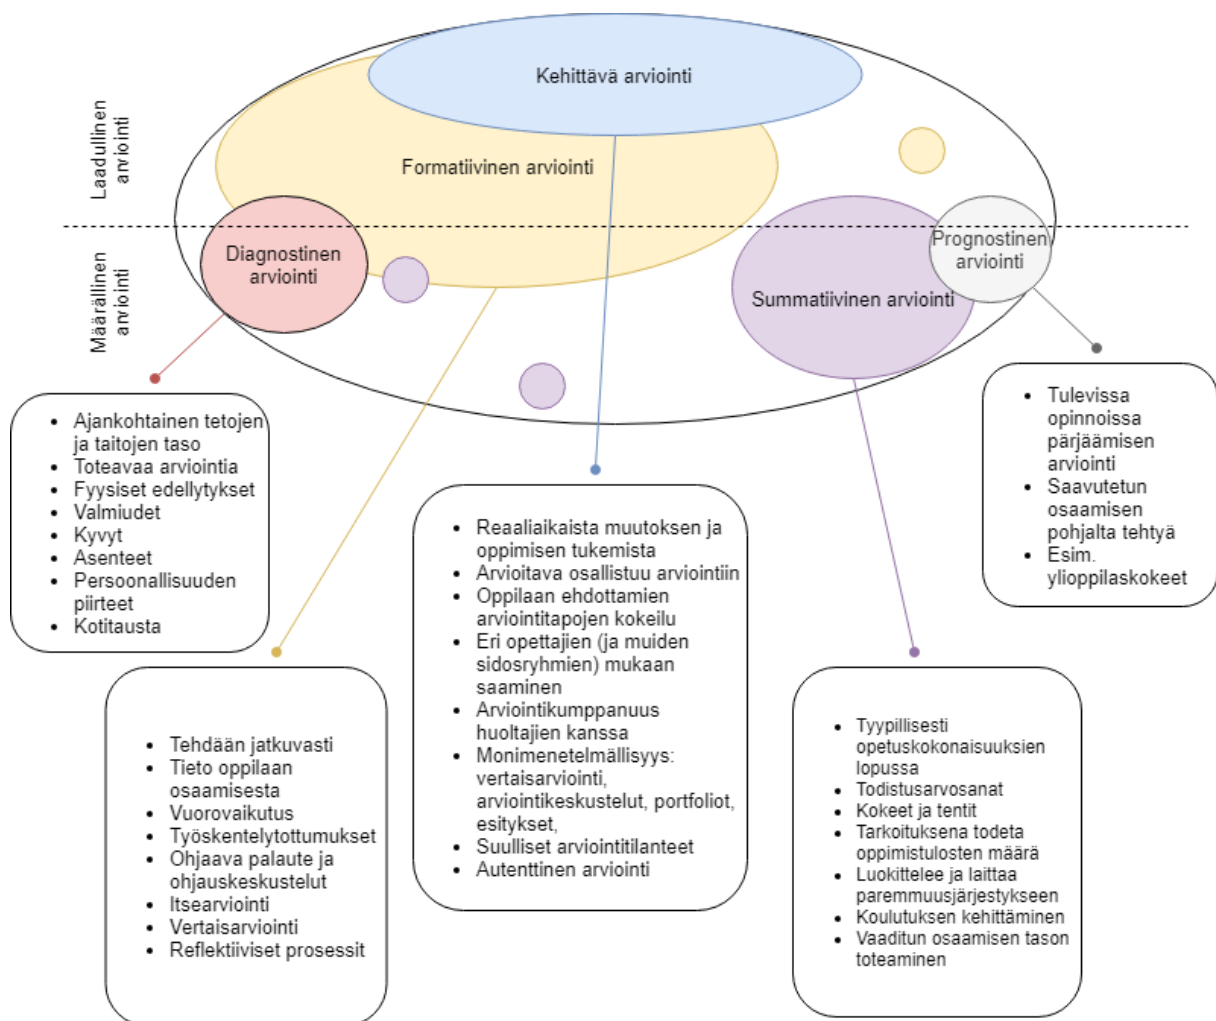 Kehittävä arviointi
Laadullinen
arviointi
Formatiivinen arviointi
Määrällinen
arviointi
Diagnostinen
arviointi
Prognostinen
arviointi
Summatiivinen arviointi
• Ajankohtainen tetojen
ja taitojen taso
• Toteavaa arviointia
• Fyysiset edellytykset
• Valmiudet
• Kyvyt
• Asenteet
• Persoonallisuuden
piirteet
• Kotitausta
• Tehdään jatkuvasti
• Tieto oppilaan
osaamisesta
• Vuorovaikutus
• Työskentelytottumukset
• Ohjaava palaute ja
ohjauskeskustelut
• Itsearviointi
• Vertaisarviointi
• Reflektiiviset prosessit
• Reaaliaikaista muutoksen ja
oppimisen tukemista
• Arvioitava osallistuu arviointiin
• Oppilaan ehdottamien
arviointitapojen kokeilu
• Eri opettajien (ja muiden
sidosryhmien) mukaan
saaminen
• Arviointikumppanuus
huoltajien kanssa
• Monimenetelmällisyys:
vertaisarviointi,
arviointikeskustelut, portfoliot,
esitykset,
• Suulliset arviointitilanteet
• Autenttinen arviointi
• Tyypillisesti
opetuskokonaisuuksien
lopussa
• Todistusarvosanat
• Kokeet ja tentit
• Tarkoituksena todeta
oppimistulosten määrä
• Luokittelee ja laittaa
paremmuusjärjestykseen
• Koulutuksen kehittäminen
• Vaaditun osaamisen tason
toteaminen
• Tulevissa
opinnoissa
pärjäämisen
arviointi
• Saavutetun
osaamisen
pohjalta tehtyä
• Esim.
ylioppilaskokeet